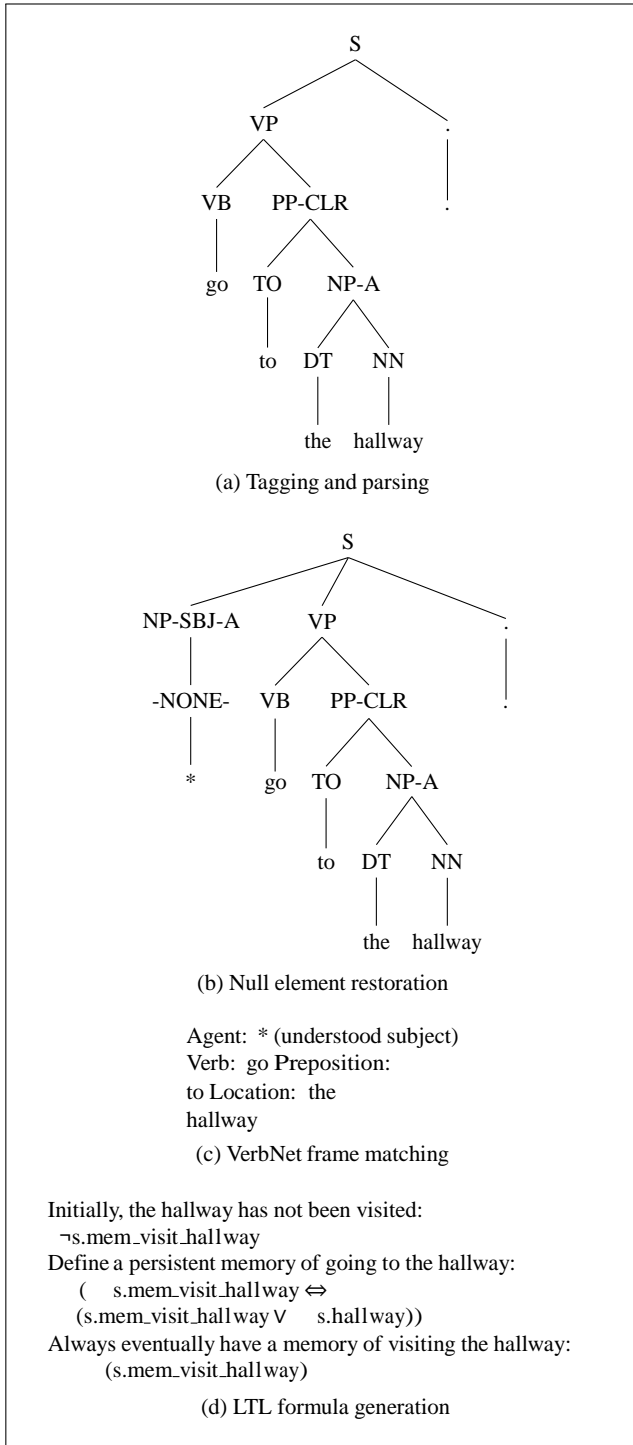 S
VP .
VB PP-CLR .
go TO NP-A
to DT NN
the hallway
(a) Tagging and parsing
S
NP-SBJ-A VP .
-NONE- VB PP-CLR .
* go TO NP-A
to DT NN
the hallway
(b) Null element restoration
Agent: * (understood subject)
Verb: go Preposition:
to Location: the
hallway
(c) VerbNet frame matching
Initially, the hallway has not been visited:
¬s.mem_visit_hallway
Define a persistent memory of going to the hallway:
( s.mem_visit_hallway ⇔
(s.mem_visit_hallway ∨ s.hallway))
Always eventually have a memory of visiting the hallway:
(s.mem_visit_hallway)
(d) LTL formula generation